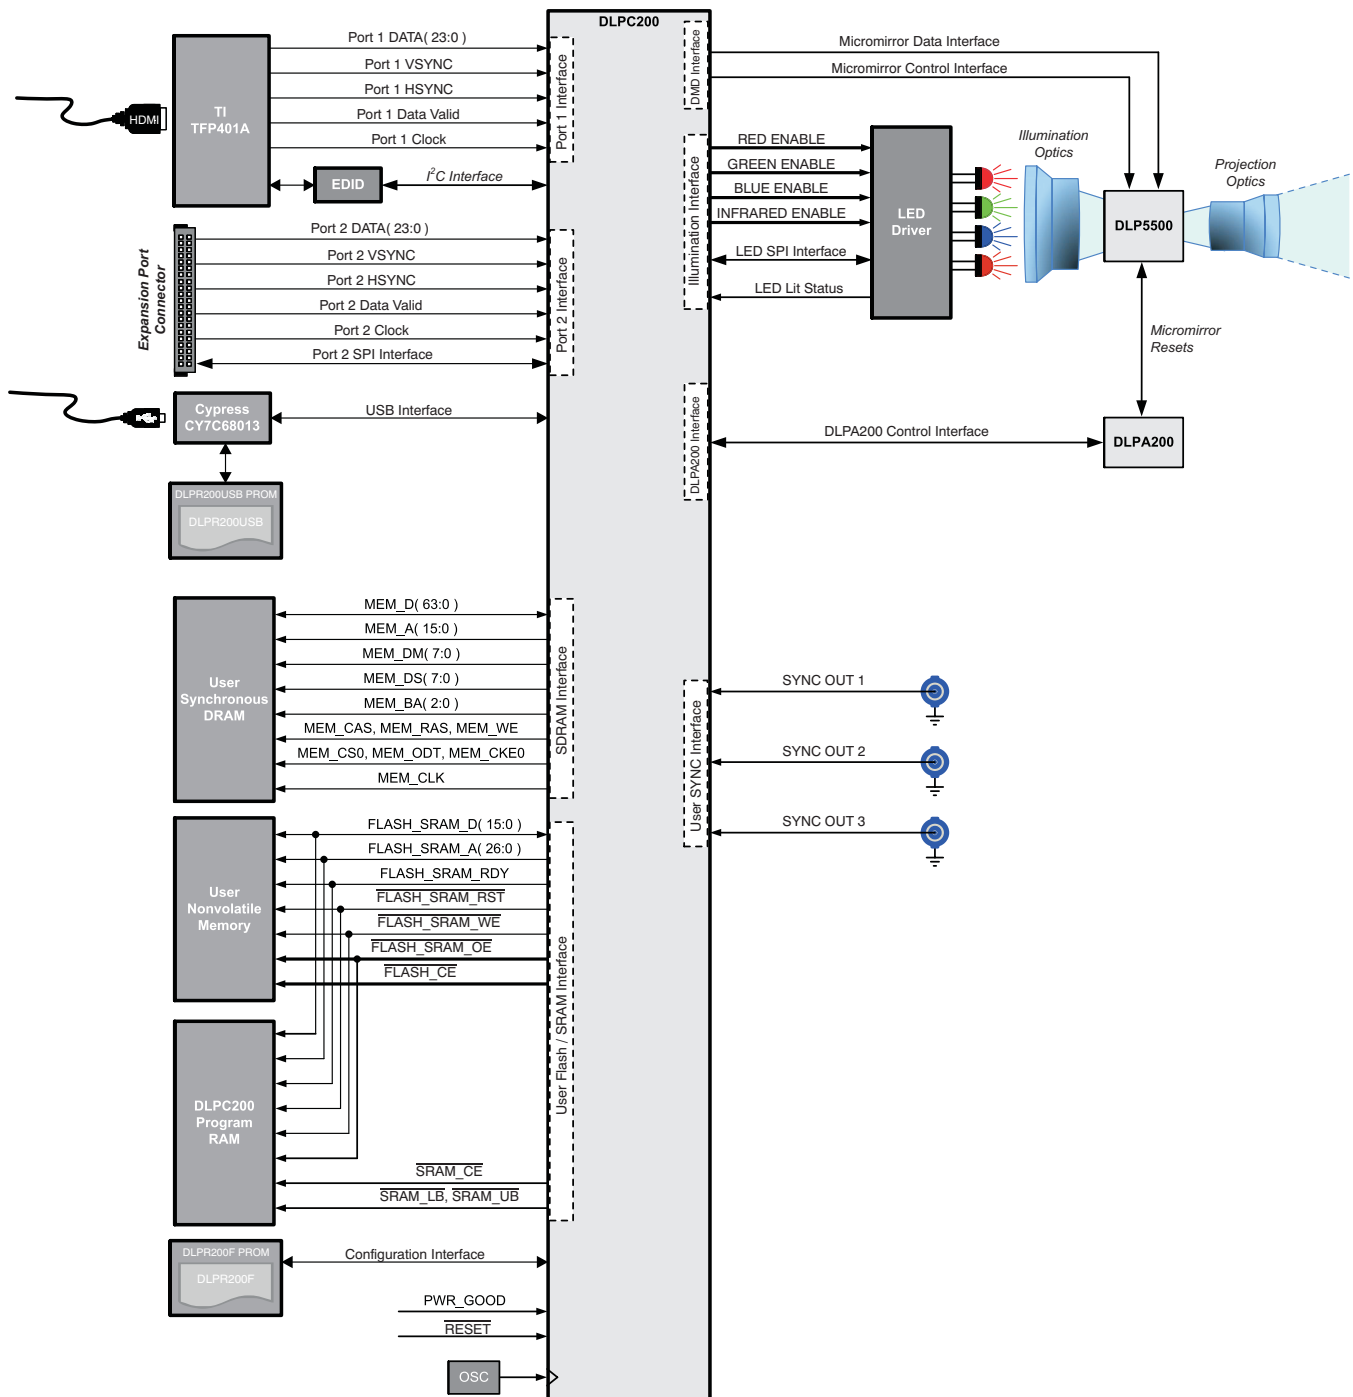 DLPC200
Port 1 DATA( 23:0 )
Port 1 VSYNC
Port 1 HSYNC
Port 1 Data Valid
Port 1 Clock
I²C Interface
HDMI
TI
TFP401A
EDID
Port 1 Interface
Expansion Port
Connector
Port 2 DATA( 23:0 )
Port 2 VSYNC
Port 2 HSYNC
Port 2 Data Valid
Port 2 Clock
Port 2 SPI Interface
Port 2 Interface
Cypress
CY7C68013
USB Interface
DLPR200USB PROM
DLPR200USB
User
Synchronous
DRAM
MEM_D( 63:0 )
MEM_A( 15:0 )
MEM_DM( 7:0 )
MEM_DS( 7:0 )
MEM_BA( 2:0 )
MEM_CAS, MEM_RAS, MEM_WE
MEM_CS0, MEM_ODT, MEM_CKE0
MEM_CLK
SDRAM Interface
User
Nonvolatile
Memory
FLASH_SRAM_D( 15:0 )
FLASH_SRAM_A( 26:0 )
FLASH_SRAM_RDY
FLASH_SRAM_RST
FLASH_SRAM_WE
FLASH_SRAM_OE
FLASH_CE
User Flash / SRAM Interface
DLPC200
Program
RAM
SRAM_CE
SRAM_LB, SRAM_UB
DLPR200F PROM
DLPR200F
Configuration Interface
PWR_GOOD
RESET
OSC
DMD Interface
Micromirror Data Interface
Micromirror Control Interface
Illumination Interface
RED ENABLE
GREEN ENABLE
BLUE ENABLE
INFRARED ENABLE
LED SPI Interface
LED Lit Status
LED
Driver
Illumination
Optics
DLP5500
Projection
Optics
Micromirror
Resets
DLPA200 Interface
DLPA200 Control Interface
DLPA200
User SYNC Interface
SYNC OUT 1
SYNC OUT 2
SYNC OUT 3